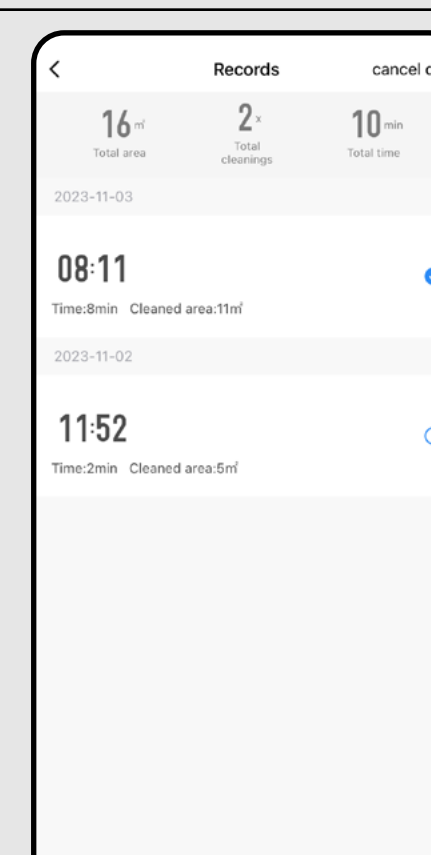 Records cancel
16㎡ 2x 10min
Total area Total cleanings Total time
2023-11-03
08:11
Time:8min Cleaned area:11㎡
2023-11-02
11:52
Time:2min Cleaned area:5㎡